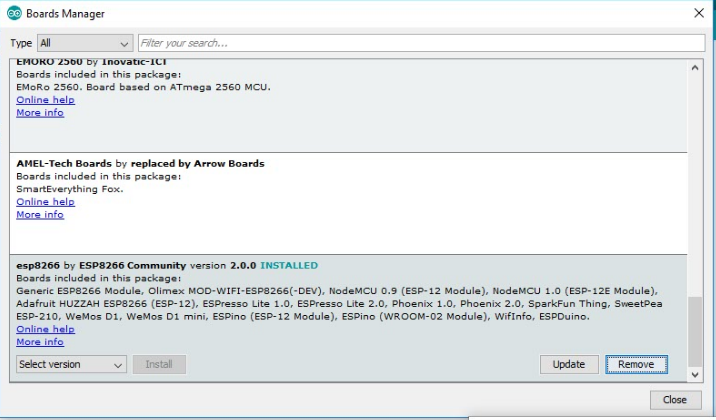 Boards Manager
Type All Filter your search...
EMORO 2560 by Inovatic-ICT
Boards included in this package:
EMoRo 2560. Board based on ATmega 2560 MCU.
Online help
More info
AMEL-Tech Boards by replaced by Arrow Boards
Boards included in this package:
SmartEverything Fox.
Online help
More info
esp8266 by ESP8266 Community version 2.0.0 INSTALLED
Boards included in this package:
Generic ESP8266 Module, Olimex MOD-WIFI-ESP8266(-DEV), NodeMCU 0.9 (ESP-12 Module), NodeMCU 1.0 (ESP-12E Module),
Adafruit HUZZAH ESP8266 (ESP-12), ESPresso Lite 1.0, ESPresso Lite 2.0, Phoenix 1.0, Phoenix 2.0, SparkFun Thing, SweetPea
ESP-210, WeMos D1, WeMos D1 mini, ESPino (ESP-12 Module), ESPino (WROOM-02 Module), WifInfo, ESPDuino.
Online help
More info
Select version Install Update Remove
Close